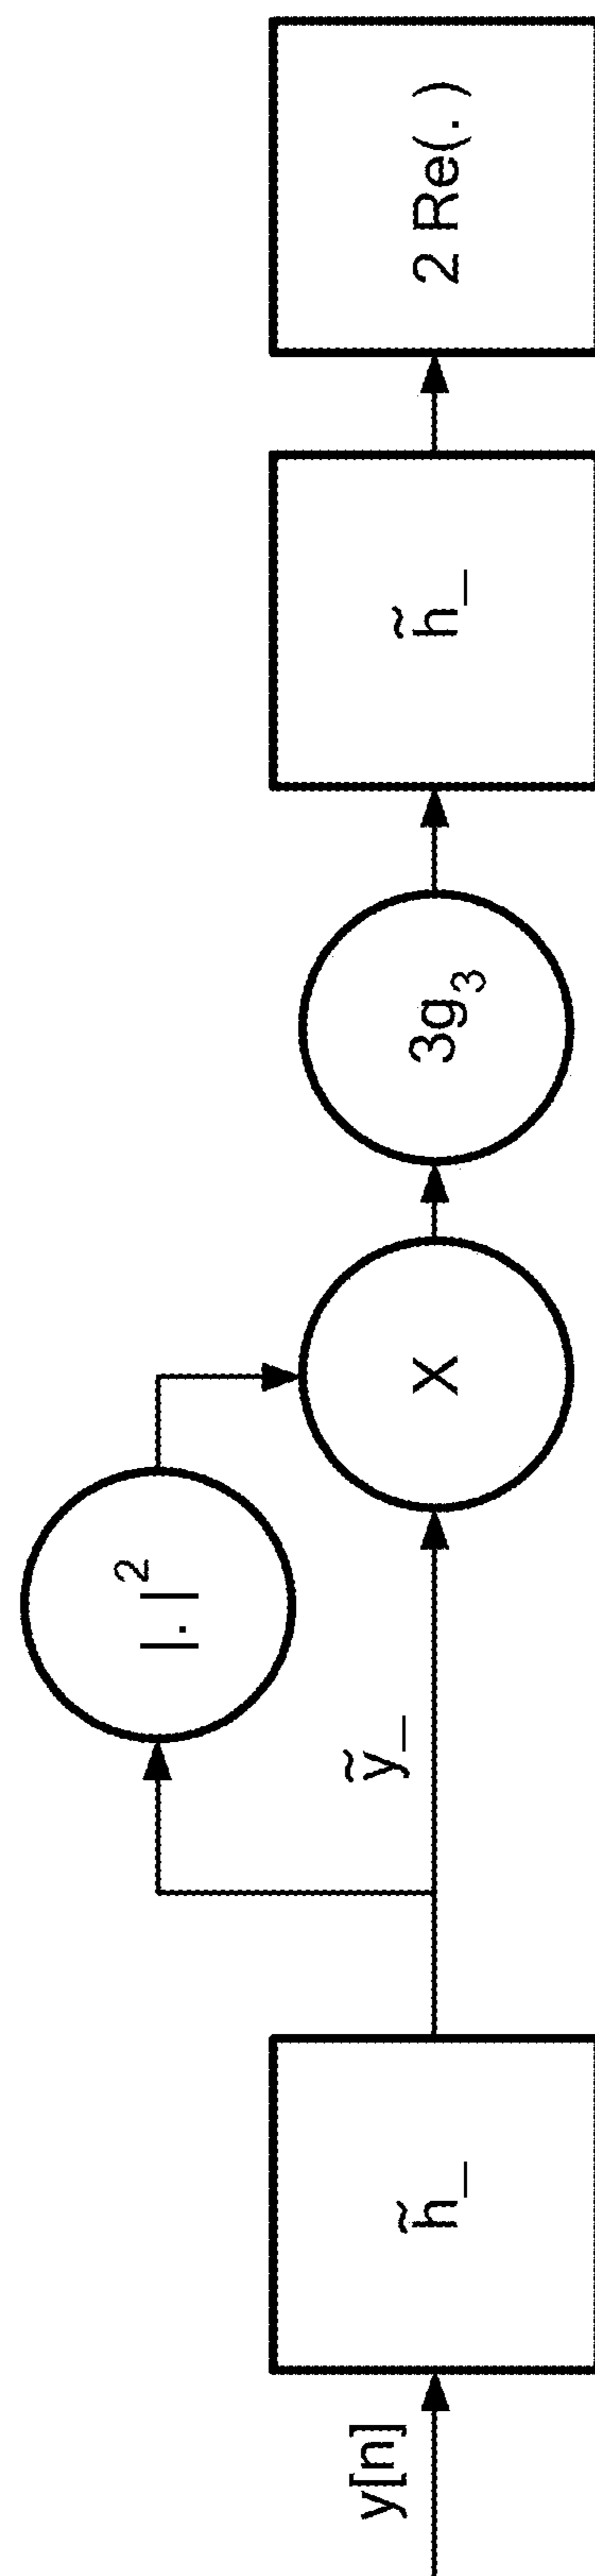 y[n]
h̃_
ỹ_
|.|²
X
3g₃
h̃_
2 Re(.)